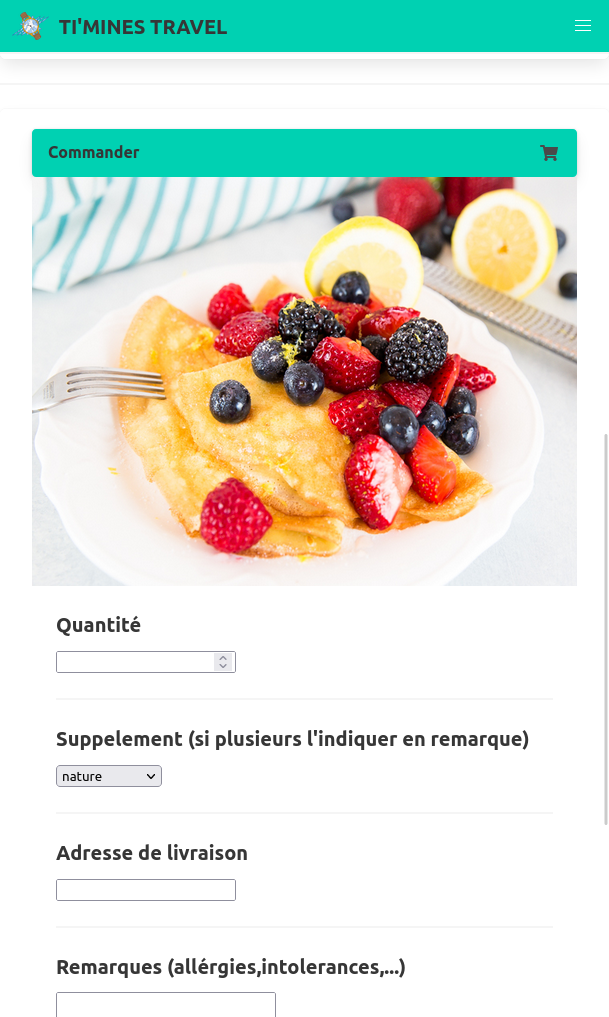 TI'MINES TRAVEL
Commander
Quantité
Suppelement (si plusieurs l'indiquer en remarque)
nature
Adresse de livraison
Remarques (allérgies,intolerances,...)